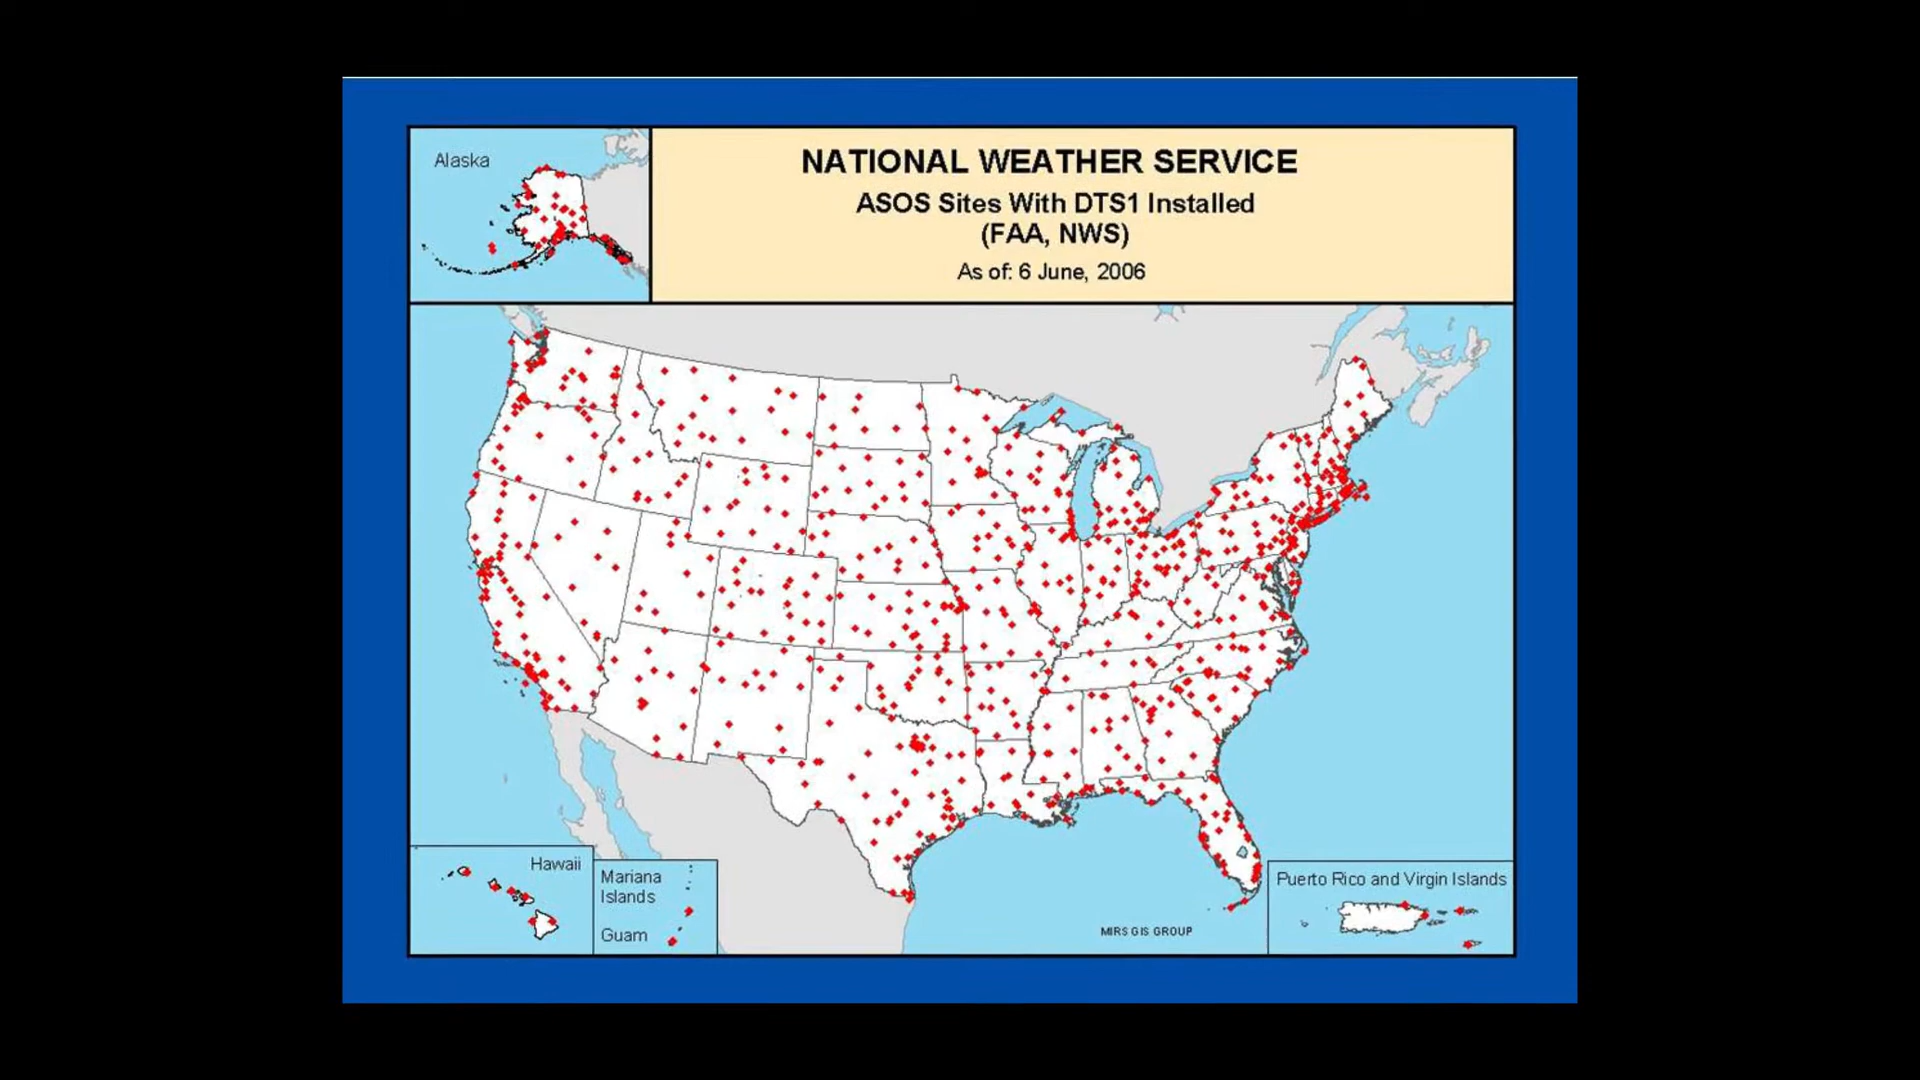 Alaska
NATIONAL WEATHER SERVICE
ASOS Sites With DTS1 Installed
(FAA, NWS)
As of: 6 June, 2006
Hawaii
Mariana
Islands
Guam
MIRS GIS GROUP
Puerto Rico and Virgin Islands